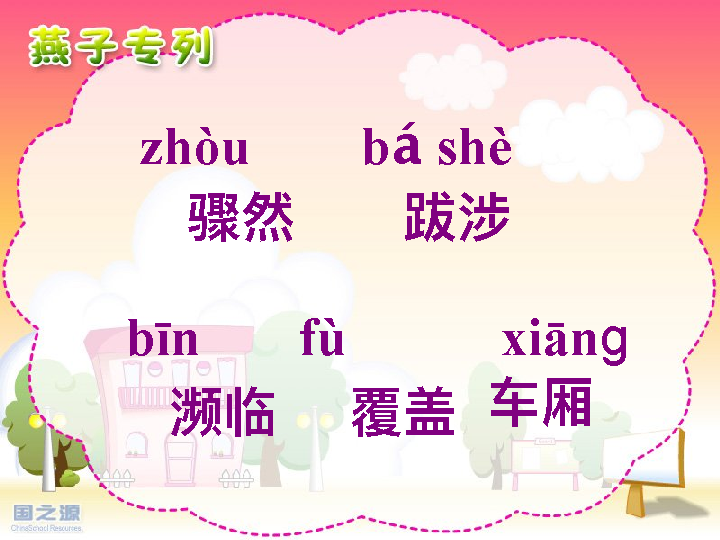 燕子专列
zhòu bá shè
骤然 跋涉
bīn fù xiāng
濒临 覆盖 车厢
国之源
ChinaSchool Resources.